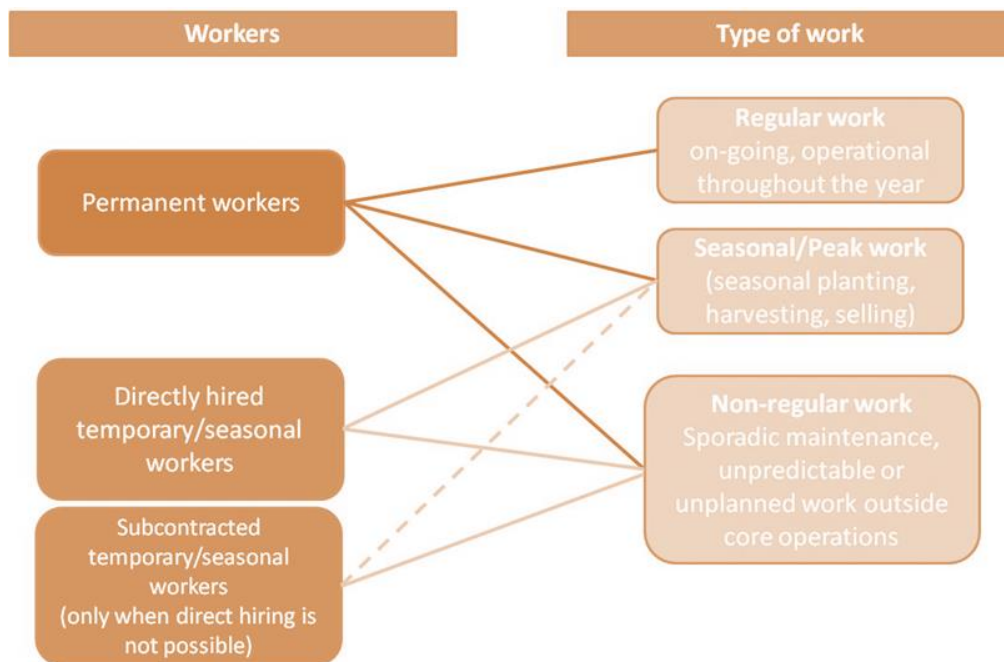 Workers
Type of work
Permanent workers
Directly hired
temporary/seasonal
workers
Subcontracted
temporary/seasonal
workers
(only when direct hiring is
not possible)
Regular work
on-going, operational
throughout the year
Seasonal/Peak work
(seasonal planting,
harvesting, selling)
Non-regular work
Sporadic maintenance,
unpredictable or
unplanned work outside
core operations